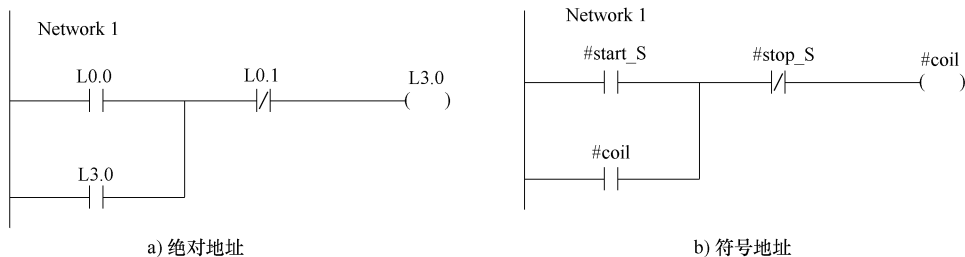 Network 1
L0.0
L0.1
L3.0
L3.0
a) 绝对地址
Network 1
#start_S
#stop_S
#coil
#coil
b) 符号地址